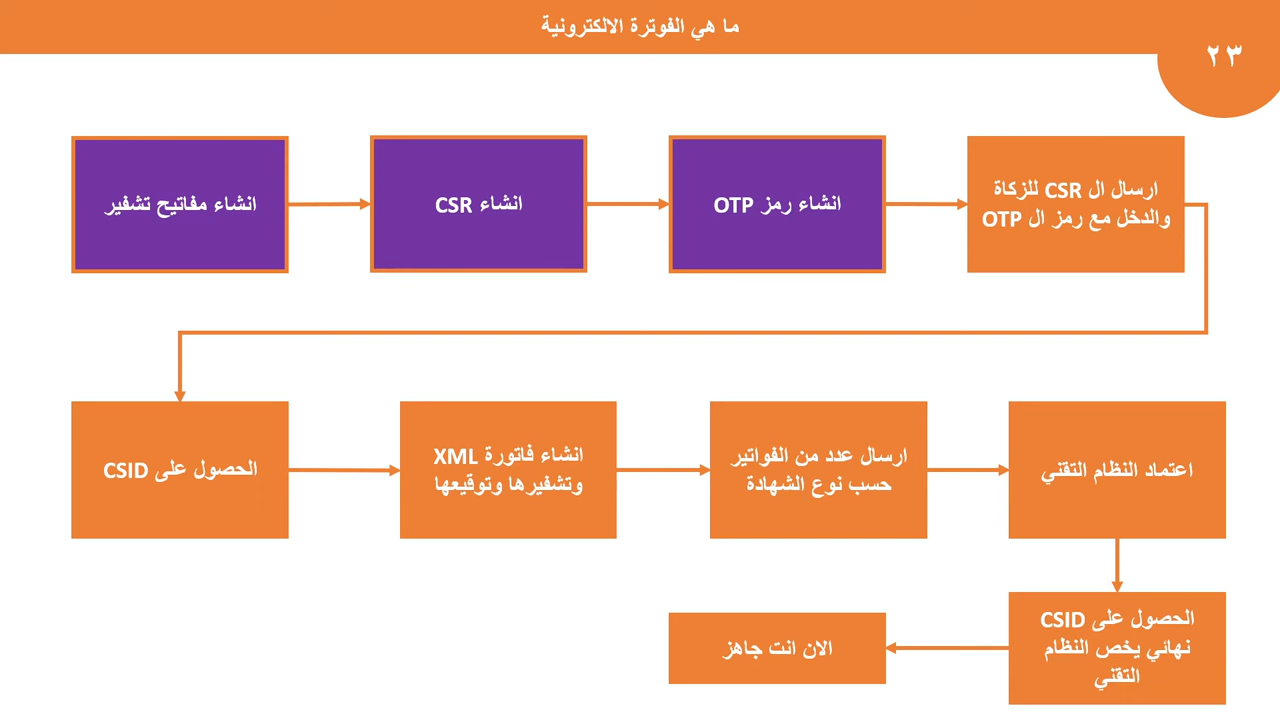 ما هي الفوترة الالكترونية
٢٣
انشاء مفاتيح تشفير
انشاء CSR
انشاء رمز OTP
ارسال ال CSR للزكاة
والدخل مع رمز ال OTP
الحصول على CSID
انشاء فاتورة XML
وتشفيرها وتوقيعها
ارسال عدد من الفواتير
حسب نوع الشهادة
اعتماد النظام التقني
الحصول على CSID
نهائي يخص النظام
التقني
الان انت جاهز